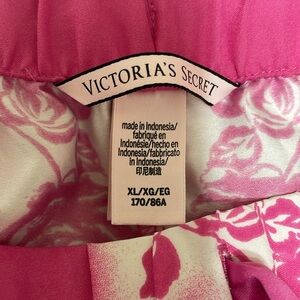 VICTORIA'S SECRET
made in Indonesia/
fabriqué en
Indonésie/hecho en
Indonesia/fabbricato
in Indonesia/
印尼制造
XL/XG/EG
170/86A